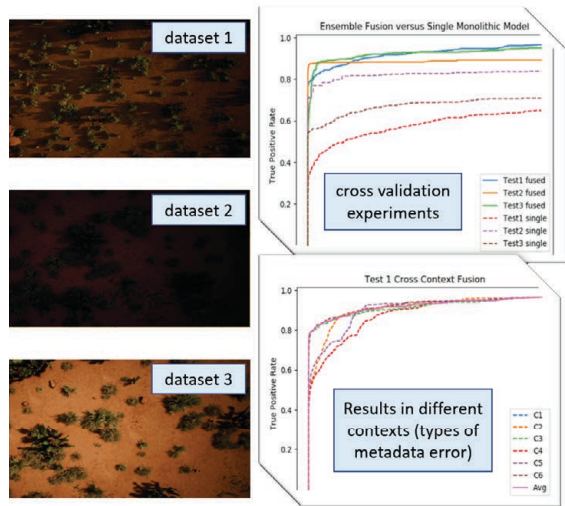 dataset 1
dataset 2
dataset 3
Ensemble Fusion versus Single Monolithic Model
True Positive Rate
1.0
0.8
0.6
0.4
0.2
cross validation
experiments
Test1 fused
Test2 fused
Test3 fused
Test1 single
Test2 single
Test3 single
Test 1 Cross Context Fusion
True Positive Rate
1.0
0.8
0.6
0.4
0.2
Results in different
contexts (types of
metadata error)
C1
C2
C3
C4
C5
C6
Avg